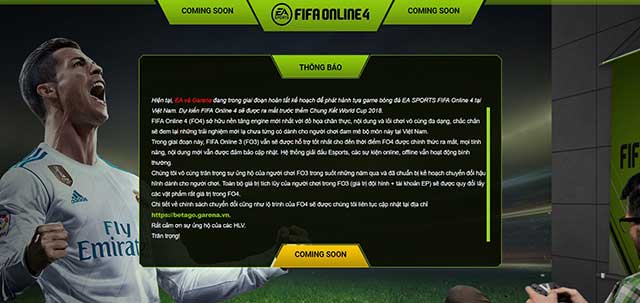 COMING SOON
EA SPORTS FIFA ONLINE 4
COMING SOON
THÔNG BÁO
Hiện tại, EA và Garena đang trong giai đoạn hoàn tất kế hoạch để phát hành tựa game bóng đá EA SPORTS FIFA Online 4 tại
Việt Nam. Dự kiến FIFA Online 4 sẽ được ra mắt trước thềm Chung Kết World Cup 2018.
FIFA Online 4 (FO4) sở hữu nền tảng engine mới nhất với đồ họa chân thực, nội dung và lối chơi vô cùng đa dạng, chắc chắn
sẽ đem lại những trải nghiệm mới lạ chưa từng có dành cho người chơi đam mê bộ môn này tại Việt Nam.
Trong giai đoạn này, FIFA Online 3 (FO3) vẫn sẽ được hỗ trợ tốt nhất cho đến thời điểm FO4 được chính thức ra mắt, mọi tính
năng, nội dung mới vẫn được đảm bảo cập nhật. Hệ thống giải đấu Esports, các sự kiện online, offline vẫn hoạt động bình
thường.
Chúng tôi vô cùng trân trọng sự ủng hộ của người chơi FO3 trong suốt những năm qua và đã chuẩn bị kế hoạch chuyển đổi hậu
hĩnh dành cho người chơi. Toàn bộ giá trị tích lũy của người chơi trong FO3 (giá trị đội hình + tài khoản EP) sẽ được quy đổi lấy
các vật phẩm rất giá trị trong FO4.
Chi tiết về chính sách chuyển đổi cũng như lộ trình của FO4 sẽ được chúng tôi liên tục cập nhật tại địa chỉ
https://betago.garena.vn.
Rất cảm ơn sự ủng hộ của các HLV.
Trân trọng!
COMING SOON
Fly
Emirates
adidas